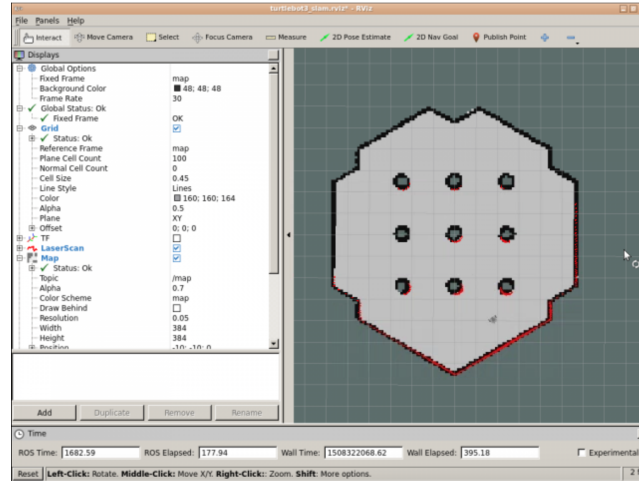 turtlebot3_slam.rviz* - RViz
File Panels Help
Interact Move Camera Select Focus Camera Measure 2D Pose Estimate 2D Nav Goal Publish Point
Displays
Global Options
Fixed Frame map
Background Color 48; 48; 48
Frame Rate 30
Global Status: Ok
Fixed Frame OK
Grid
Status: Ok
Reference Frame map
Plane Cell Count 100
Normal Cell Count 0
Cell Size 0.45
Line Style Lines
Color 160; 160; 164
Alpha 0.5
Plane XY
Offset 0; 0; 0
TF
LaserScan
Map
Status: Ok
Topic /map
Alpha 0.7
Color Scheme map
Draw Behind
Resolution 0.05
Width 384
Height 384
Position -10; -10; 0
Add Duplicate Remove Rename
Time
ROS Time: 1682.59 ROS Elapsed: 177.94 Wall Time: 1508322068.62 Wall Elapsed: 395.18 Experimental
Reset Left-Click: Rotate. Middle-Click: Move X/Y. Right-Click:: Zoom. Shift: More options.